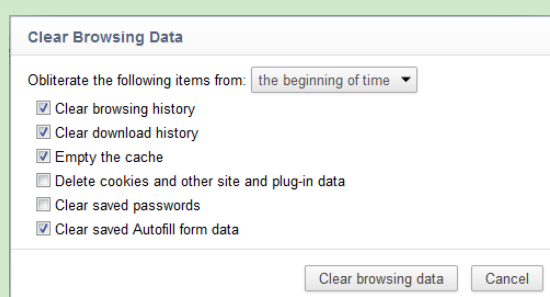 Clear Browsing Data
Obliterate the following items from: the beginning of time
Clear browsing history
Clear download history
Empty the cache
Delete cookies and other site and plug-in data
Clear saved passwords
Clear saved Autofill form data
Clear browsing data Cancel